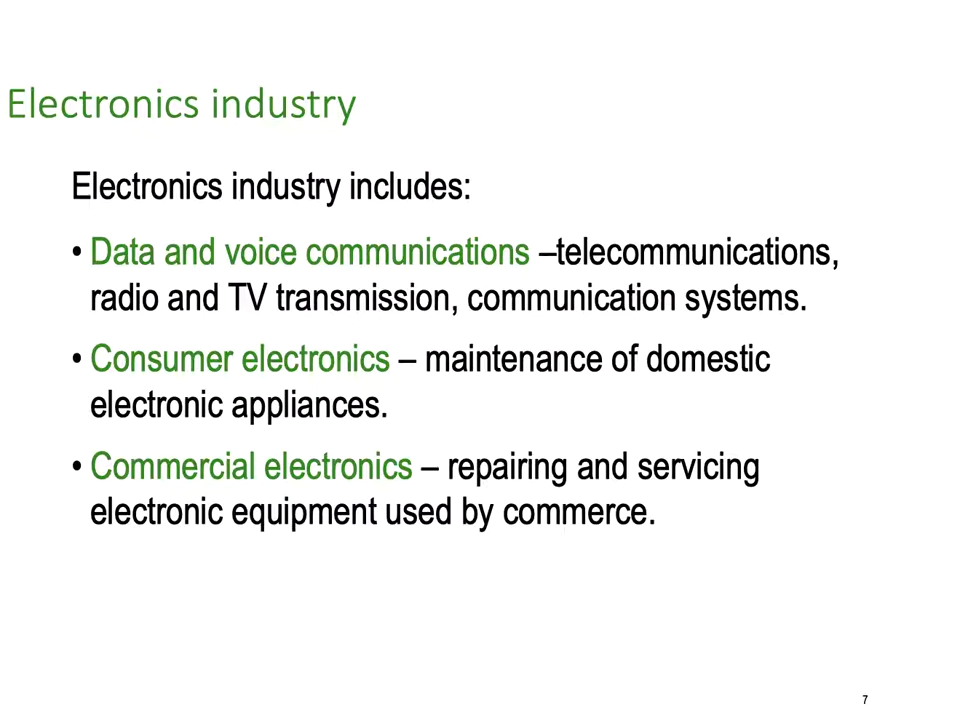 Electronics industry
Electronics industry includes:
• Data and voice communications –telecommunications,
radio and TV transmission, communication systems.
• Consumer electronics – maintenance of domestic
electronic appliances.
• Commercial electronics – repairing and servicing
electronic equipment used by commerce.
7